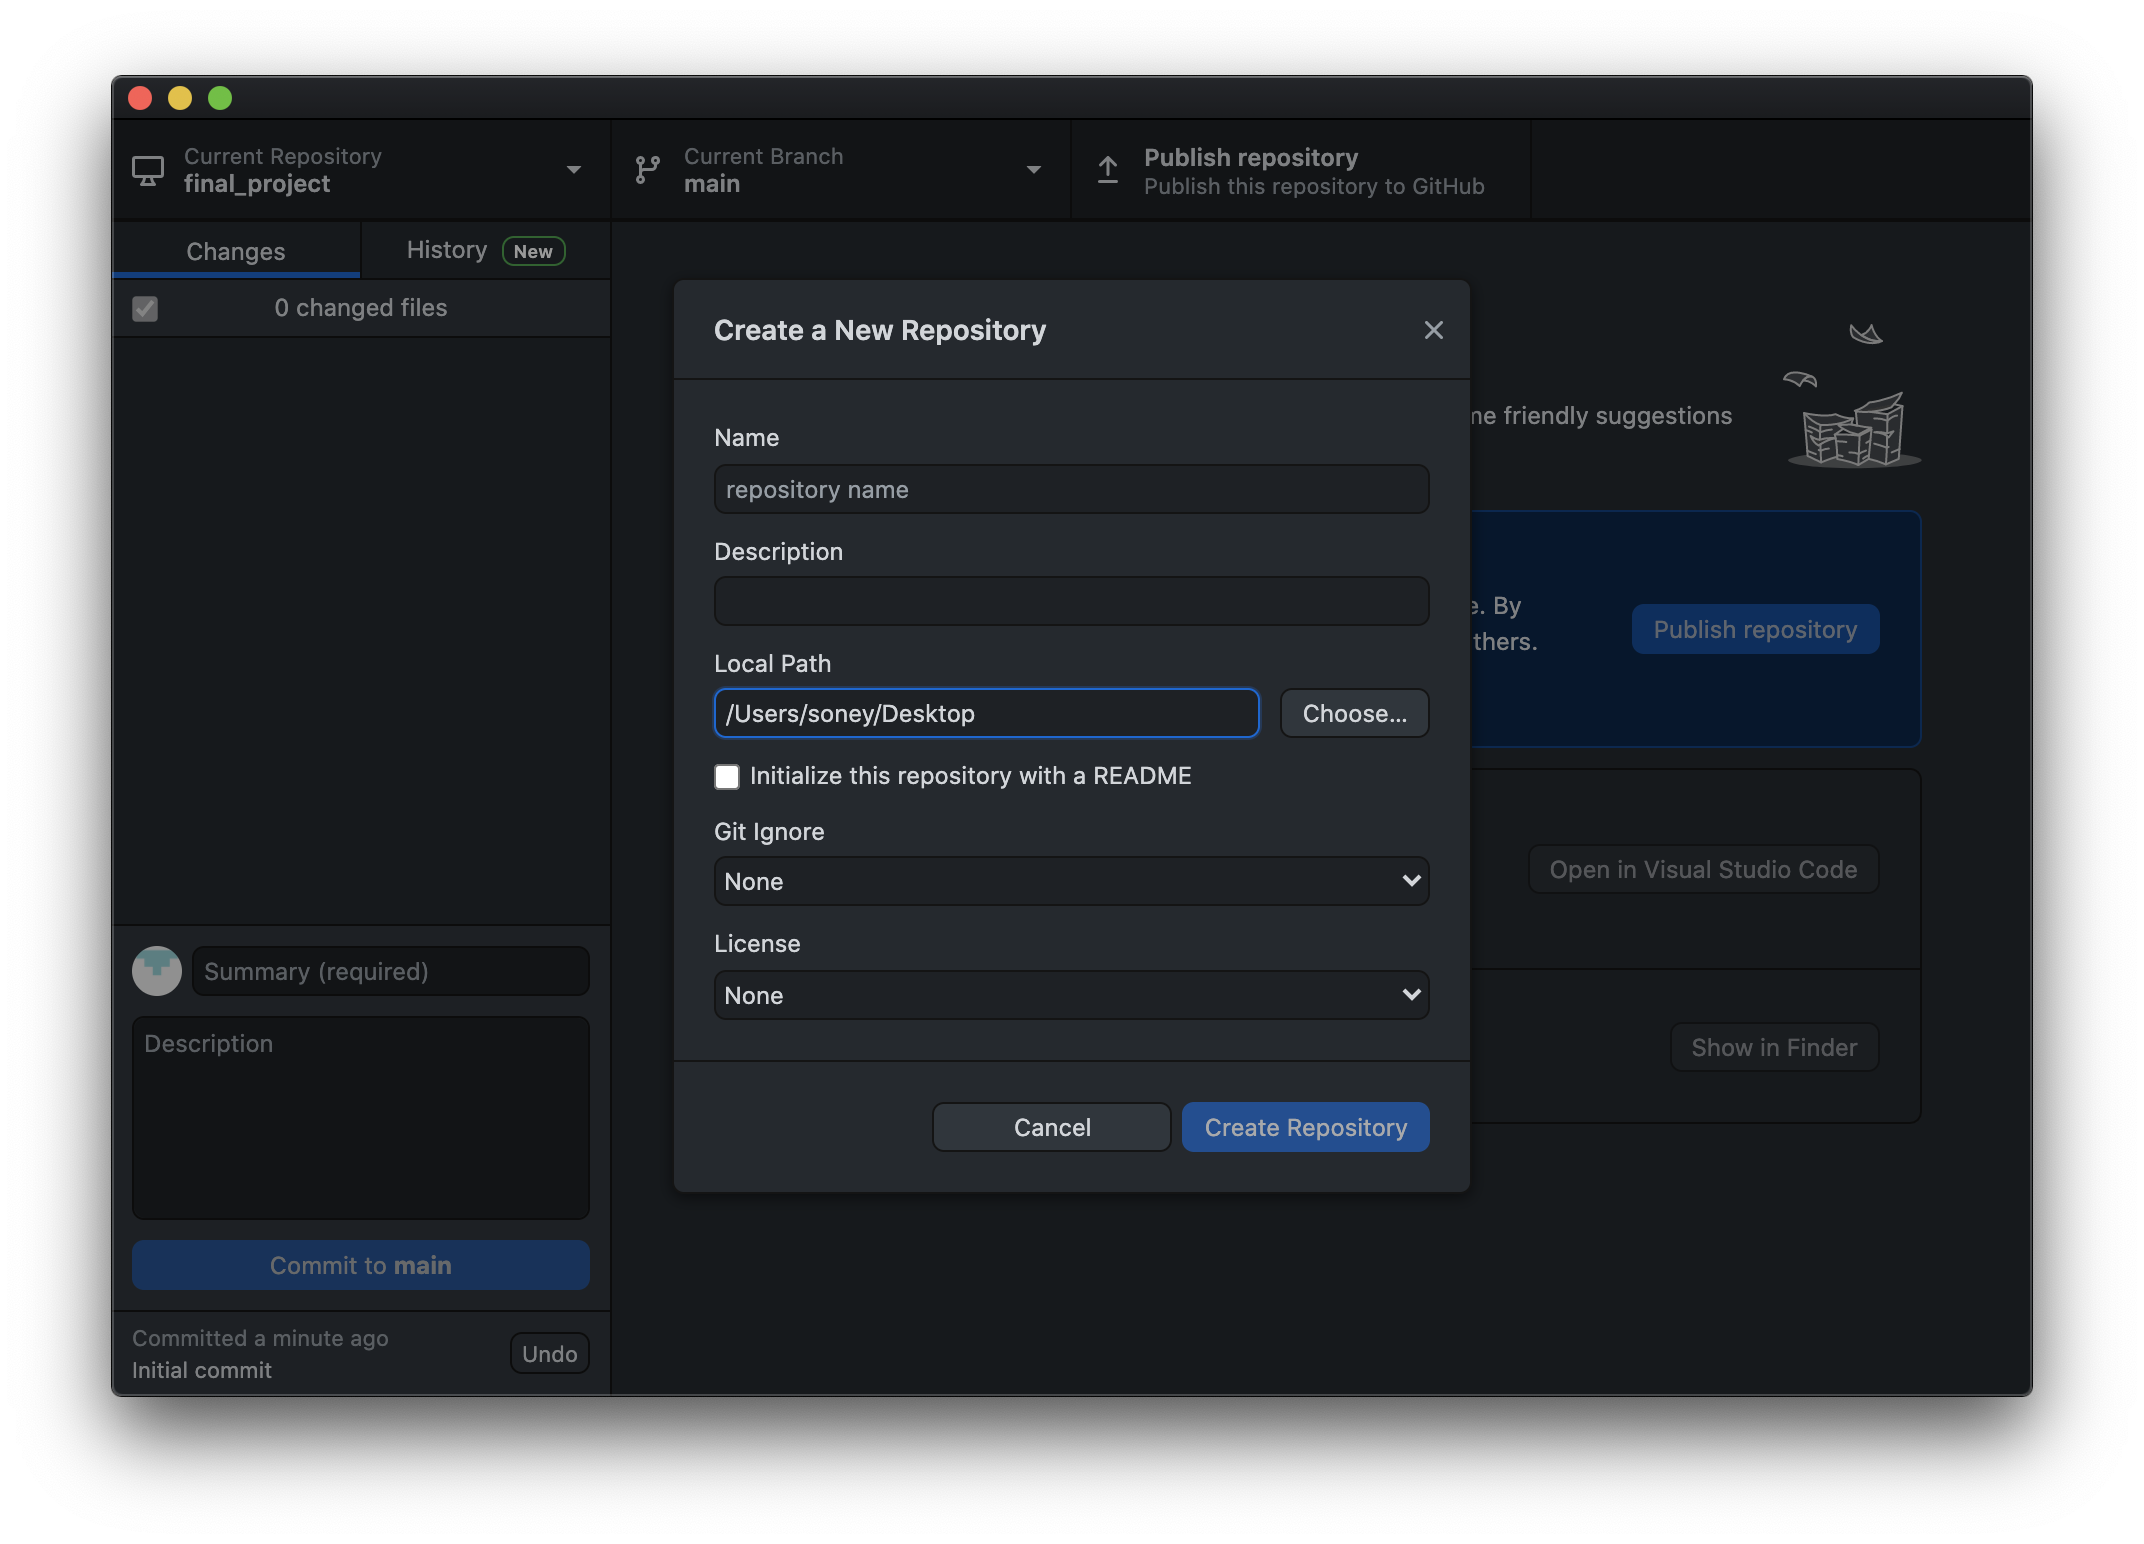 Current Repository
final_project
Current Branch
main
Publish repository
Publish this repository to GitHub
Changes
History New
0 changed files
Create a New Repository
Name
repository name
Description
Local Path
/Users/soney/Desktop
Choose...
Initialize this repository with a README
Git Ignore
None
License
None
Cancel
Create Repository
friendly suggestions
By
Publish repository
Open in Visual Studio Code
Show in Finder
Summary (required)
Description
Commit to main
Committed a minute ago
Initial commit
Undo